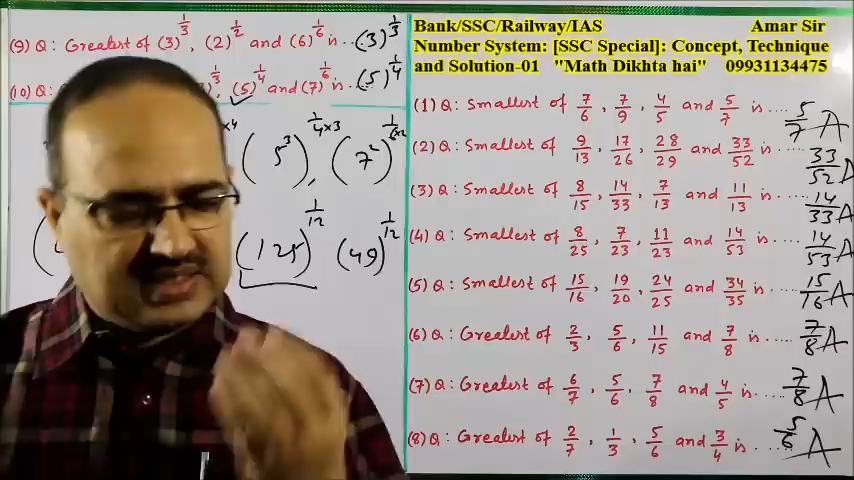 (9) Q: Greatest of (3)^1/3, (2)^1/2 and (6)^1/6 is ... (3)^1/3
(10) Q: 1/3, (5)^1/4 and (7)^1/6 is ... (5)^1/4
×4 (5^3)^1/4×3, (7^2)^1/6×2
(125)^1/12 (49)^1/12
Bank/SSC/Railway/IAS Amar Sir
Number System: [SSC Special]: Concept, Technique
and Solution-01 "Math Dikhta hai" 09931134475
(1) Q: Smallest of 7/6, 7/9, 4/5 and 5/7 is .... 5/7 A
(2) Q: Smallest of 9/13, 17/26, 28/29 and 33/52 is ..... 33/52 A
(3) Q: Smallest of 8/15, 14/33, 7/13 and 11/13 is .... 14/33 A
(4) Q: Smallest of 8/25, 7/23, 11/23 and 14/53 is .... 14/53 A
(5) Q: Smallest of 15/16, 19/20, 24/25 and 34/35 is .... 15/16 A
(6) Q: Greatest of 2/3, 5/6, 11/15 and 7/8 is .... 7/8 A
(7) Q: Greatest of 6/7, 5/6, 7/8 and 4/5 is ..... 7/8 A
(8) Q: Greatest of 2/7, 1/3, 5/6 and 3/4 is ..... 5/6 A